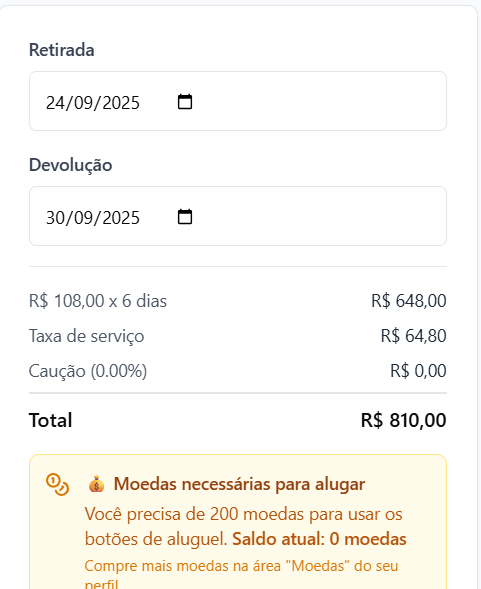 Retirada
24/09/2025
Devolução
30/09/2025
R$ 108,00 x 6 dias R$ 648,00
Taxa de serviço R$ 64,80
Caução (0.00%) R$ 0,00
Total R$ 810,00
💰 Moedas necessárias para alugar
Você precisa de 200 moedas para usar os
botões de aluguel. Saldo atual: 0 moedas
Compre mais moedas na área "Moedas" do seu
perfil